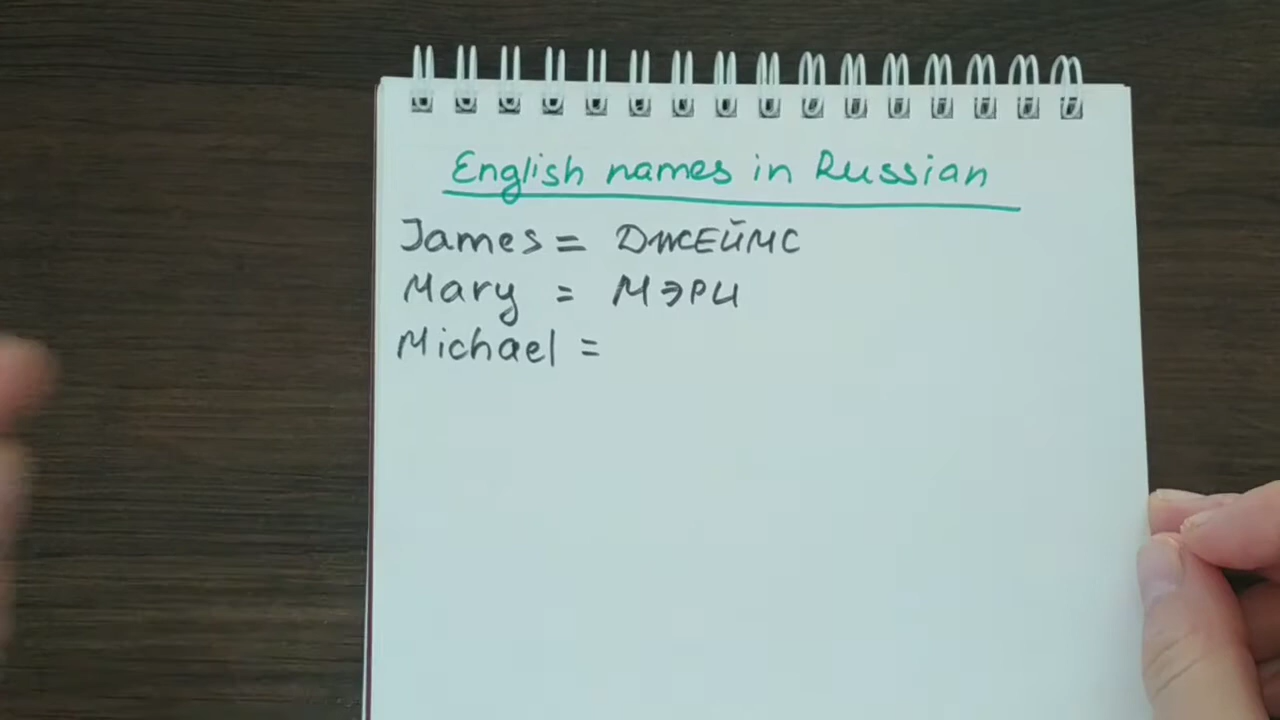 English names in Russian
James = ДЖЕЙМС
Mary = МЭРИ
Michael =